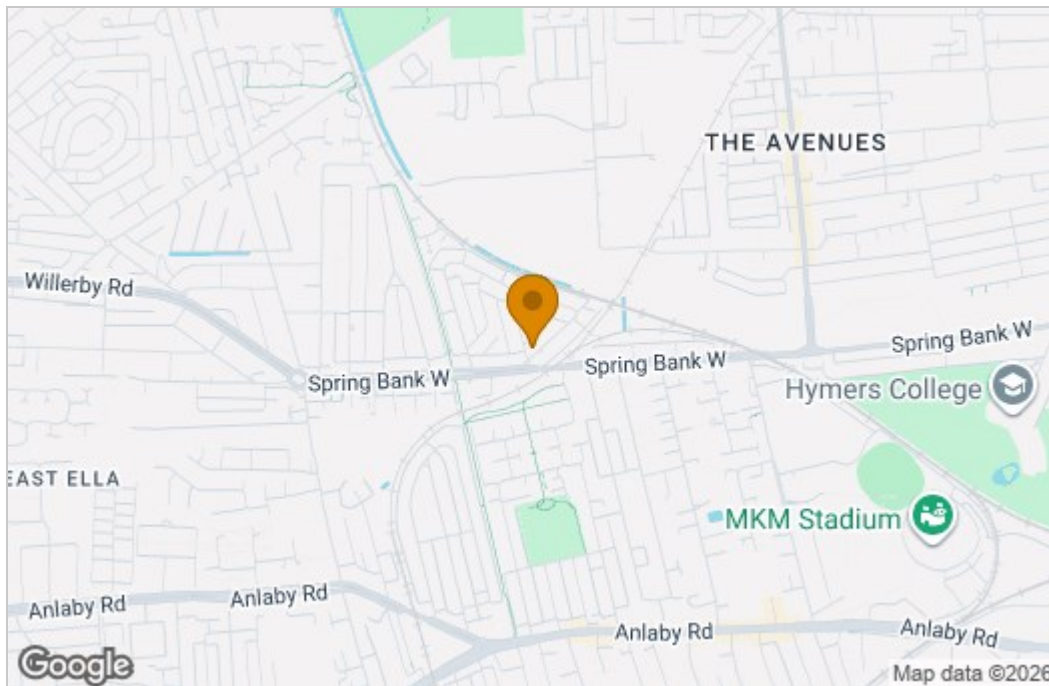 THE AVENUES
Willerby Rd
Spring Bank W
Spring Bank W
Spring Bank W
Hymers College
EAST ELLA
MKM Stadium
Anlaby Rd
Anlaby Rd
Anlaby Rd
Anlaby Rd
Google
Map data ©2026